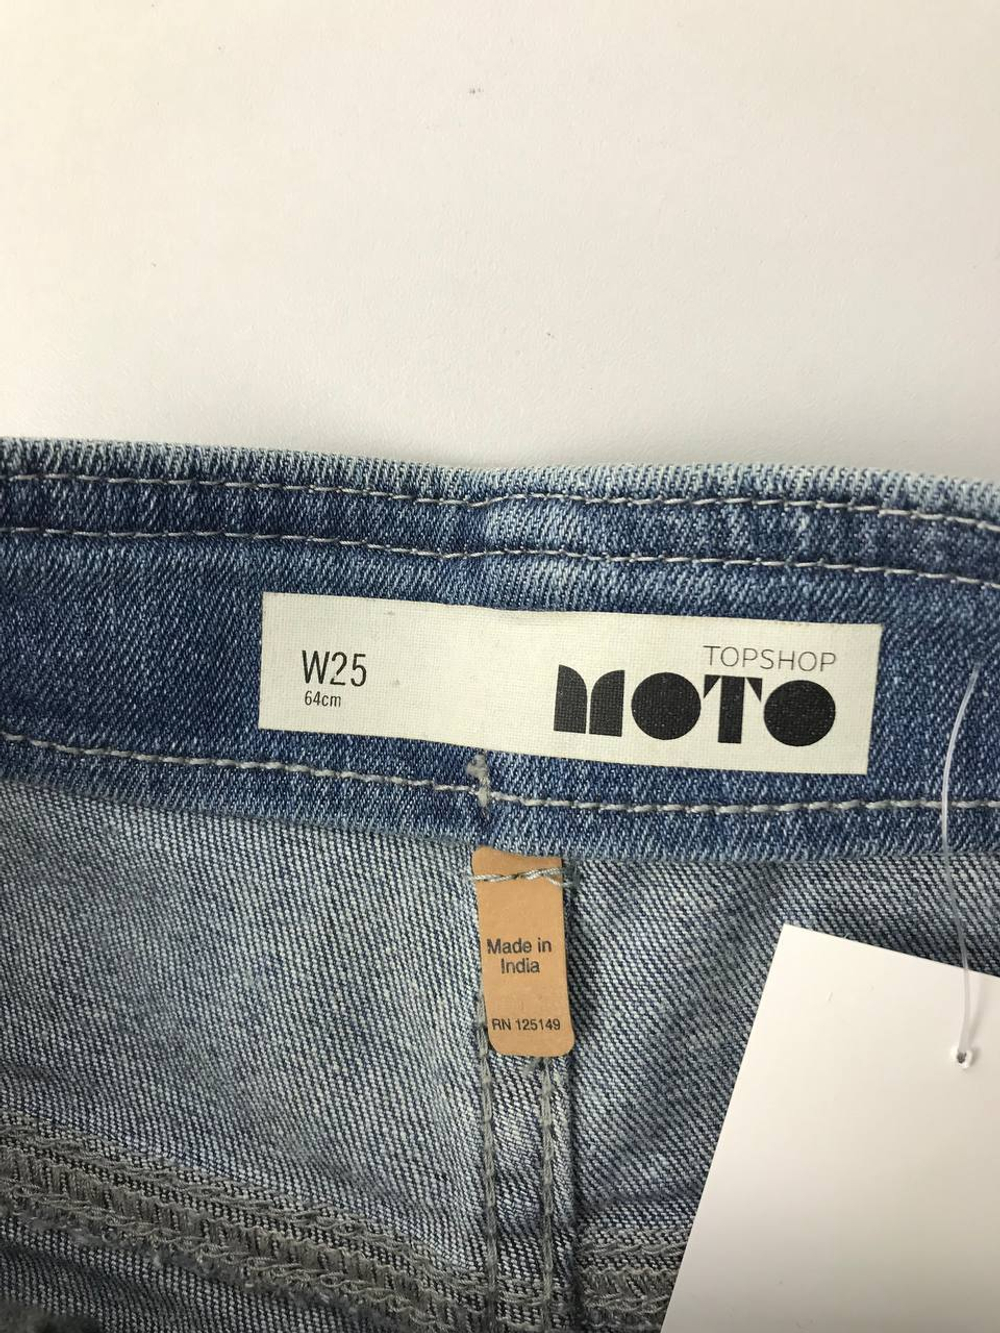 W25
64cm
TOPSHOP
MOTO
Made in
India
RN 125149